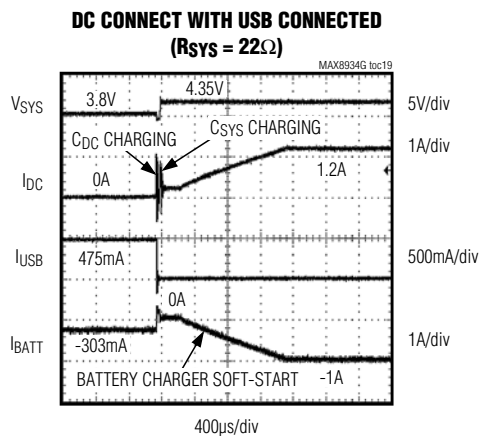 DC CONNECT WITH USB CONNECTED
(RSYS = 22Ω)
MAX8934G toc19
VSYS
3.8V
4.35V
5V/div
CDC CHARGING
CSYS CHARGING
1A/div
IDC
0A
1.2A
IUSB
475mA
500mA/div
0A
IBATT
-303mA
1A/div
BATTERY CHARGER SOFT-START
-1A
400µs/div